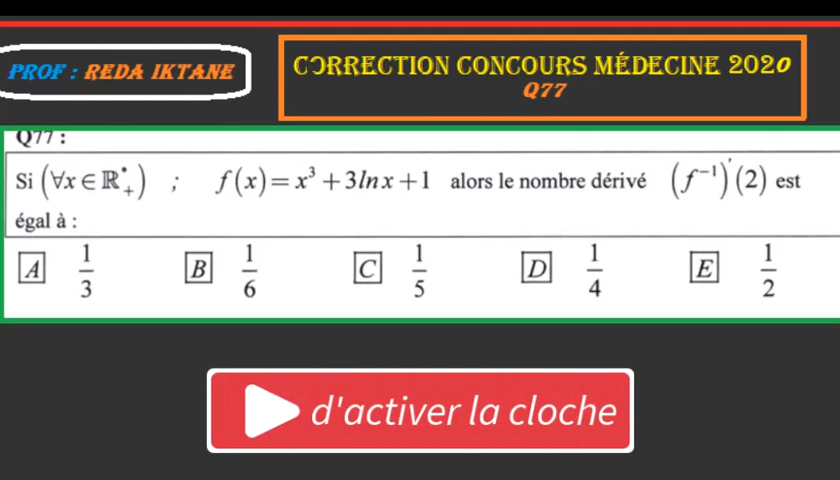 PROF : REDA IKTANE
CORRECTION CONCOURS MÉDECINE 2020
Q77
Q77 :
Si (∀x ∈ ℝ*₊) ; f(x) = x³ + 3lnx + 1 alors le nombre dérivé (f⁻¹)′(2) est
égal à :
A 1/3 B 1/6 C 1/5 D 1/4 E 1/2
d'activer la cloche